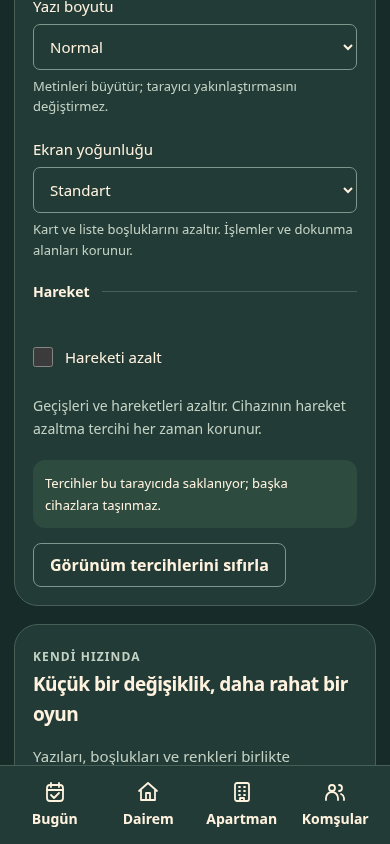 Yazı boyutu
Normal
Metinleri büyütür; tarayıcı yakınlaştırmasını
değiştirmez.
Ekran yoğunluğu
Standart
Kart ve liste boşluklarını azaltır. İşlemler ve dokunma
alanları korunur.
Hareket
Hareketi azalt
Geçişleri ve hareketleri azaltır. Cihazının hareket
azaltma tercihi her zaman korunur.
Tercihler bu tarayıcıda saklanıyor; başka
cihazlara taşınmaz.
Görünüm tercihlerini sıfırla
KENDİ HIZINDA
Küçük bir değişiklik, daha rahat bir
oyun
Yazıları, boşlukları ve renkleri birlikte
Bugün
Dairem
Apartman
Komşular